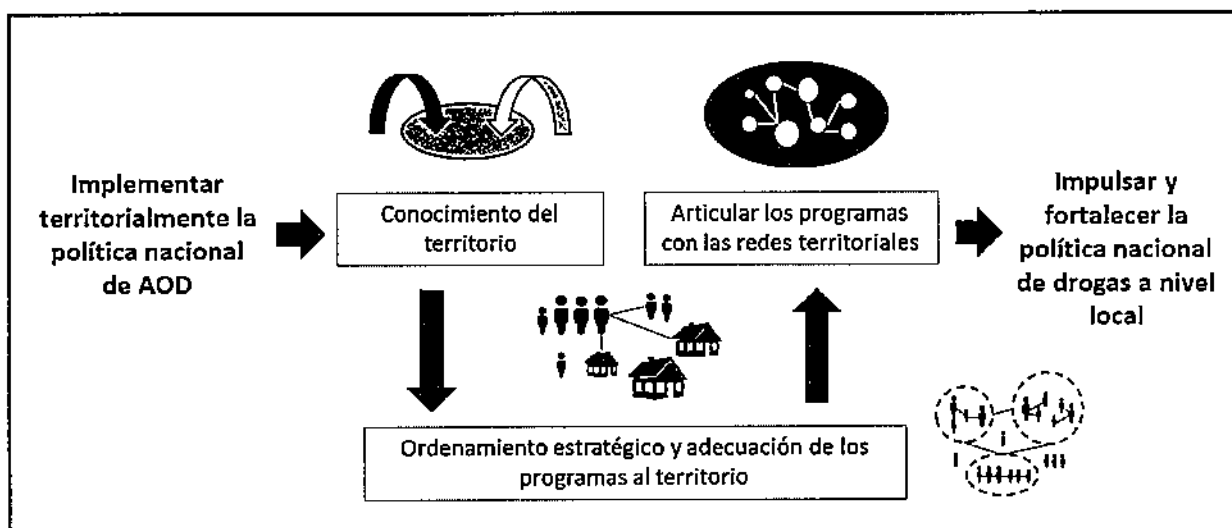 Implementar
territorialmente la
política nacional
de AOD
Conocimiento del
territorio
Articular los programas
con las redes territoriales
Impulsar y
fortalecer la
política nacional
de drogas a nivel
local
Ordenamiento estratégico y adecuación de los
programas al territorio